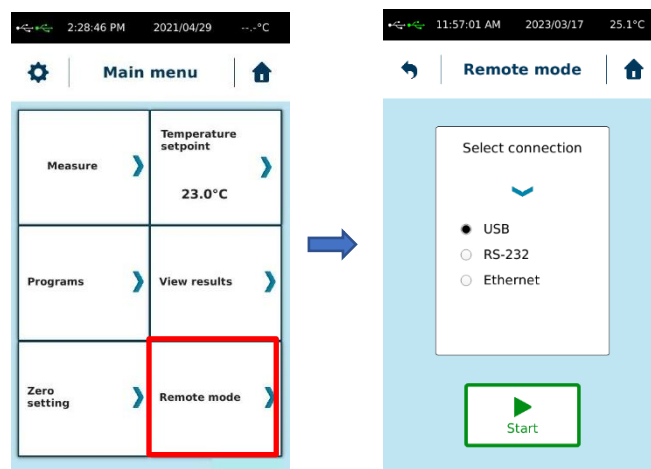 2:28:46 PM 2021/04/29 --.-°C
Main menu
Measure
Temperature
setpoint
23.0°C
Programs
View results
Zero
setting
Remote mode
11:57:01 AM 2023/03/17 25.1°C
Remote mode
Select connection
USB
RS-232
Ethernet
Start